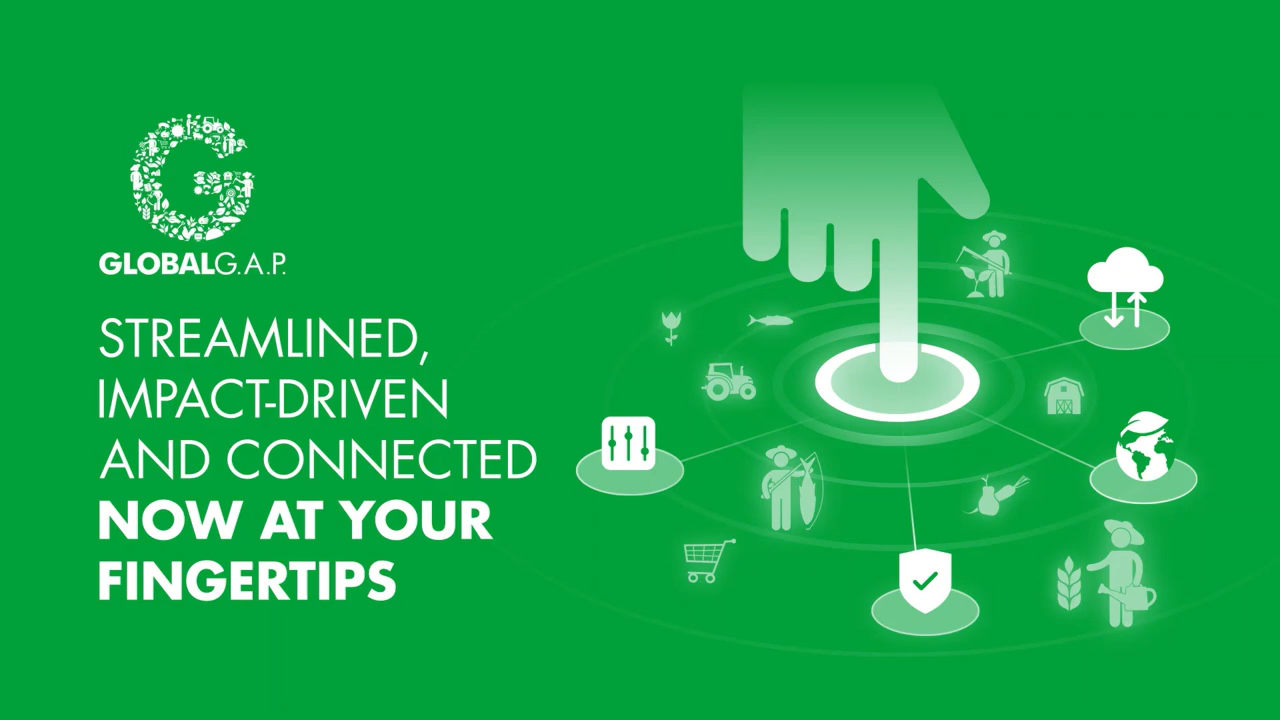 GLOBALG.A.P.
STREAMLINED,
IMPACT-DRIVEN
AND CONNECTED
NOW AT YOUR
FINGERTIPS